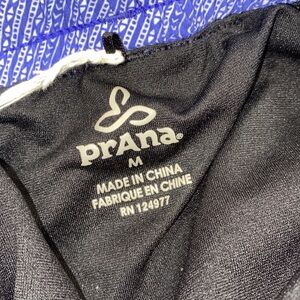 prAna®
M
MADE IN CHINA
FABRIQUE EN CHINE
RN 124977